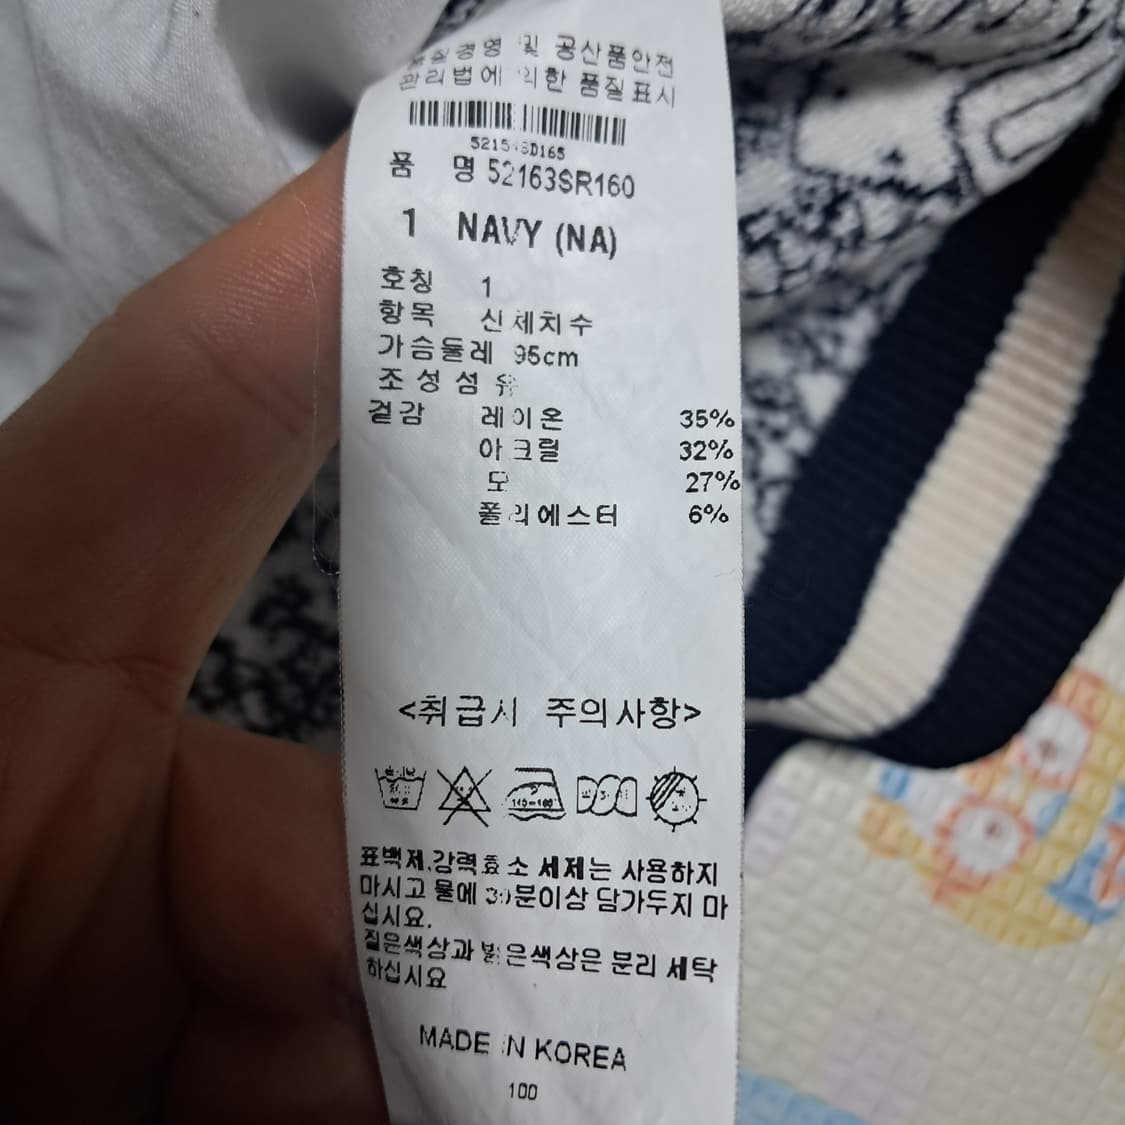 품질경영 및 공산품안전
관리법에 의한 품질표시
품 명 52163SR160
1 NAVY (NA)
호칭 1
항목 신체치수
가슴둘레 95cm
조성섬유
겉감 레이온 35%
아크릴 32%
모 27%
폴리에스터 6%
<취급시 주의사항>
표백제,강력효소 세제는 사용하지
마시고 물에 30분이상 담가두지 마
십시요.
짙은색상과 밝은색상은 분리 세탁
하십시요
MADE IN KOREA
100